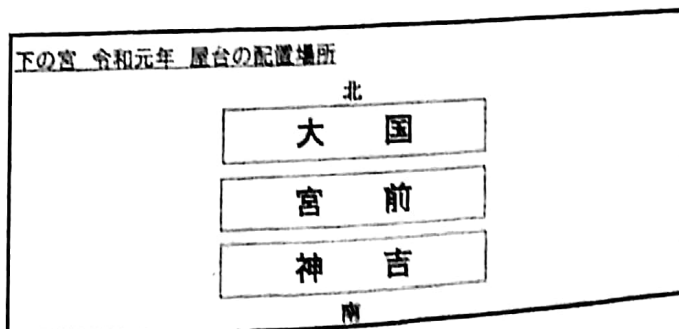 下の宮 令和元年 屋台の配置場所
北
大 国
宮 前
神 吉
南